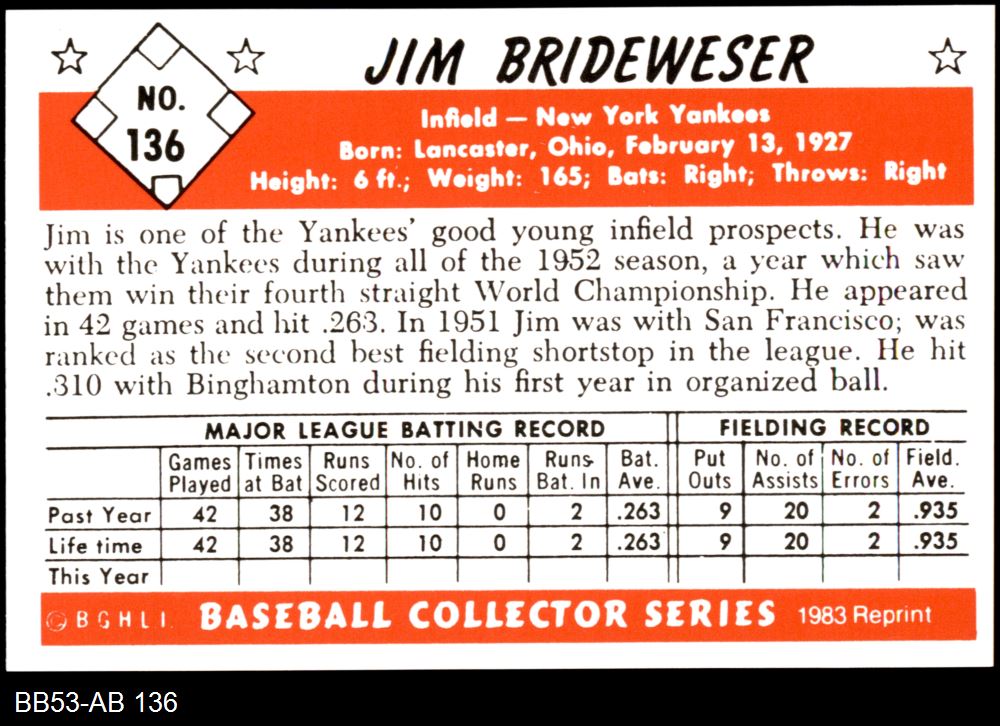 NO.
136
JIM BRIDEWESER
Infield — New York Yankees
Born: Lancaster, Ohio, February 13, 1927
Height: 6 ft.; Weight: 165; Bats: Right; Throws: Right
Jim is one of the Yankees' good young infield prospects. He was
with the Yankees during all of the 1952 season, a year which saw
them win their fourth straight World Championship. He appeared
in 42 games and hit .263. In 1951 Jim was with San Francisco; was
ranked as the second best fielding shortstop in the league. He hit
.310 with Binghamton during his first year in organized ball.
MAJOR LEAGUE BATTING RECORD FIELDING RECORD
Games Times Runs No. of Home Runs Bat. Put No. of No. of Field.
Played at Bat Scored Hits Runs Bat. In Ave. Outs Assists Errors Ave.
Past Year 42 38 12 10 0 2 .263 9 20 2 .935
Life time 42 38 12 10 0 2 .263 9 20 2 .935
This Year
© B G H L I BASEBALL COLLECTOR SERIES 1983 Reprint
BB53-AB 136